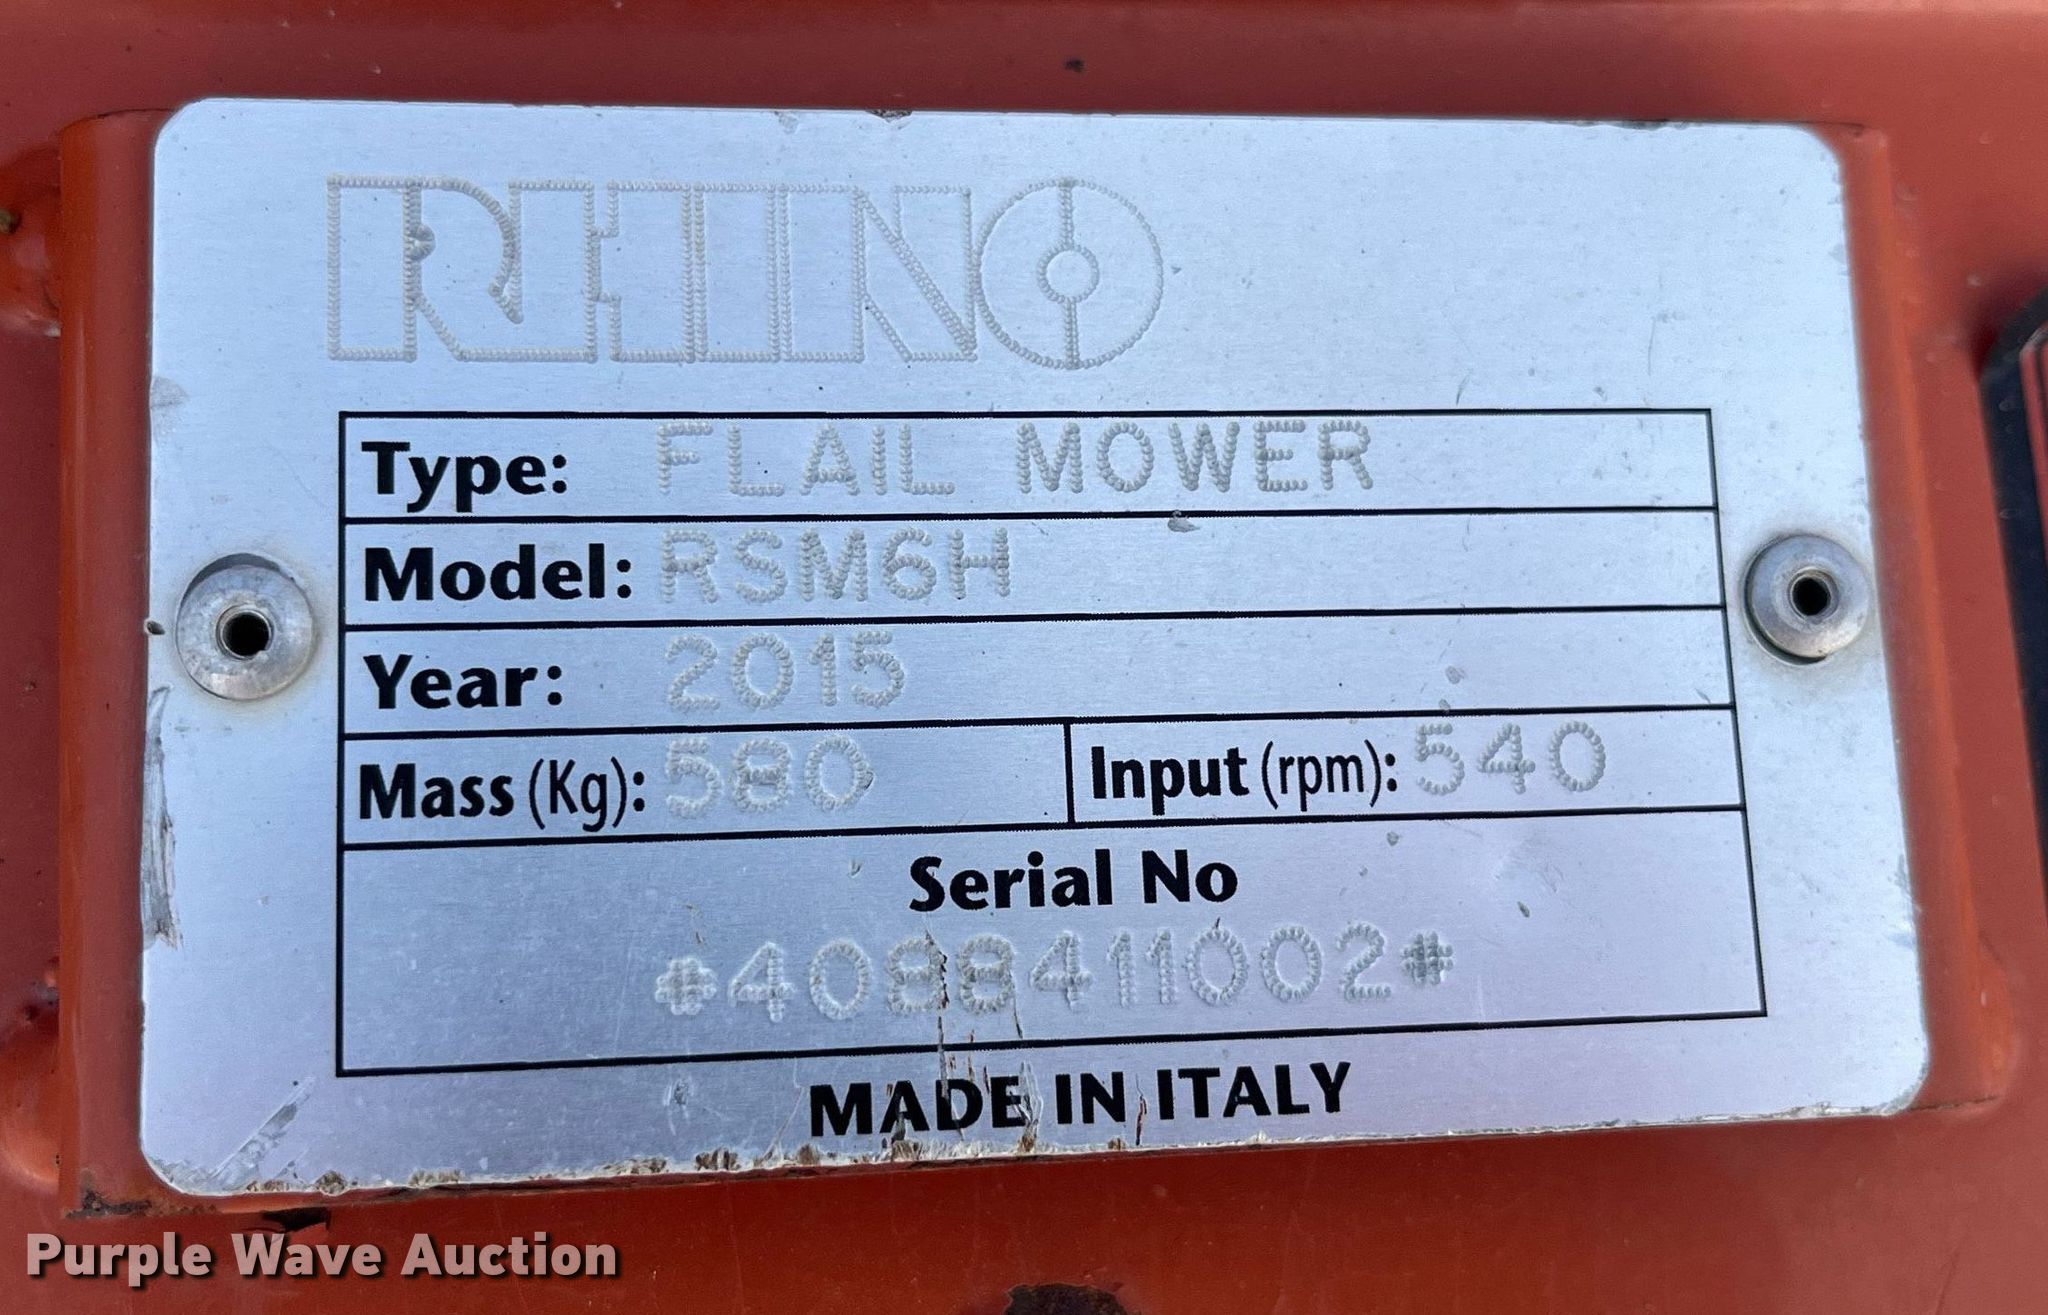 RHINO
Type: FLAIL MOWER
Model: RSM6H
Year: 2015
Mass (Kg): 580 Input (rpm): 540
Serial No
*4088411002*
MADE IN ITALY
Purple Wave Auction